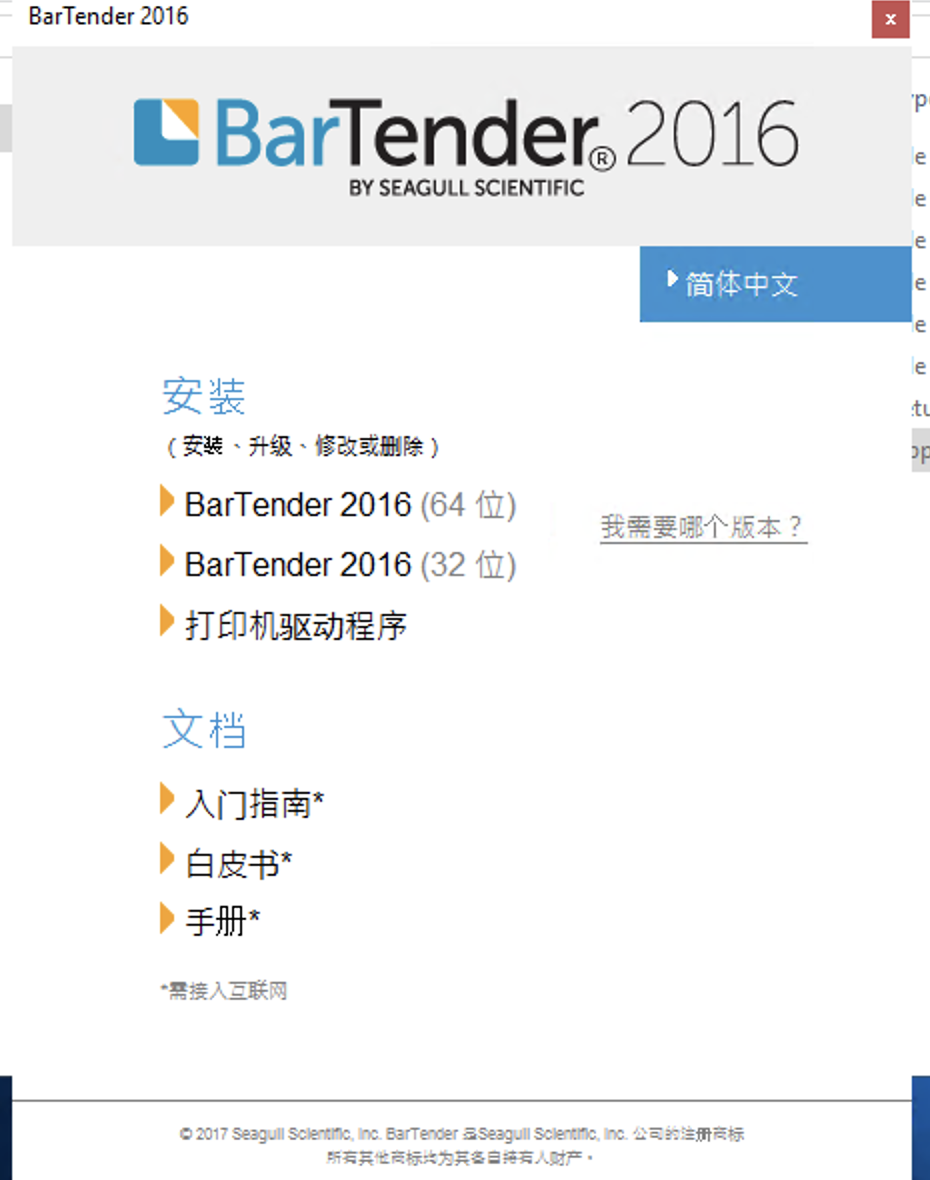 BarTender 2016
x
BarTender® 2016
BY SEAGULL SCIENTIFIC
简体中文
安装
（安装、升级、修改或删除）
BarTender 2016 (64 位)
我需要哪个版本？
BarTender 2016 (32 位)
打印机驱动程序
文档
入门指南*
白皮书*
手册*
*需接入互联网
© 2017 Seagull Scientific, Inc. BarTender 是Seagull Scientific, Inc. 公司的注册商标
所有其他商标均为其各自持有人财产。